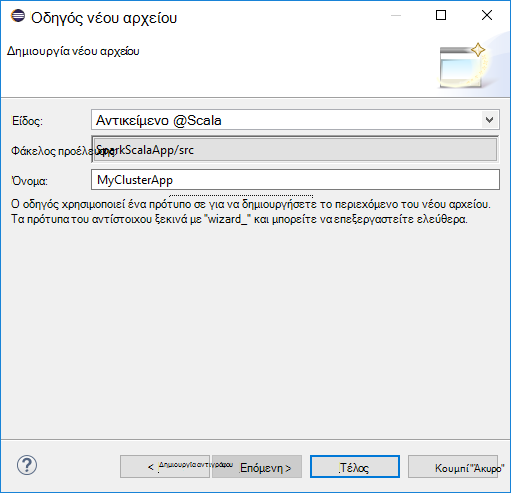 Οδηγός νέου αρχείου
Δημιουργία νέου αρχείου
Είδος: Αντικείμενο @Scala
Φάκελος προέλευσης: SparkScalaApp/src
Όνομα: MyClusterApp
Ο οδηγός χρησιμοποιεί ένα πρότυπο σε για να δημιουργήσετε το περιεχόμενο του νέου αρχείου.
Τα πρότυπα του αντίστοιχου ξεκινά με "wizard_" και μπορείτε να επεξεργαστείτε ελεύθερα.
? < Δημιουργία αντιγράφου Επόμενη > Τέλος Κουμπί "Άκυρο"